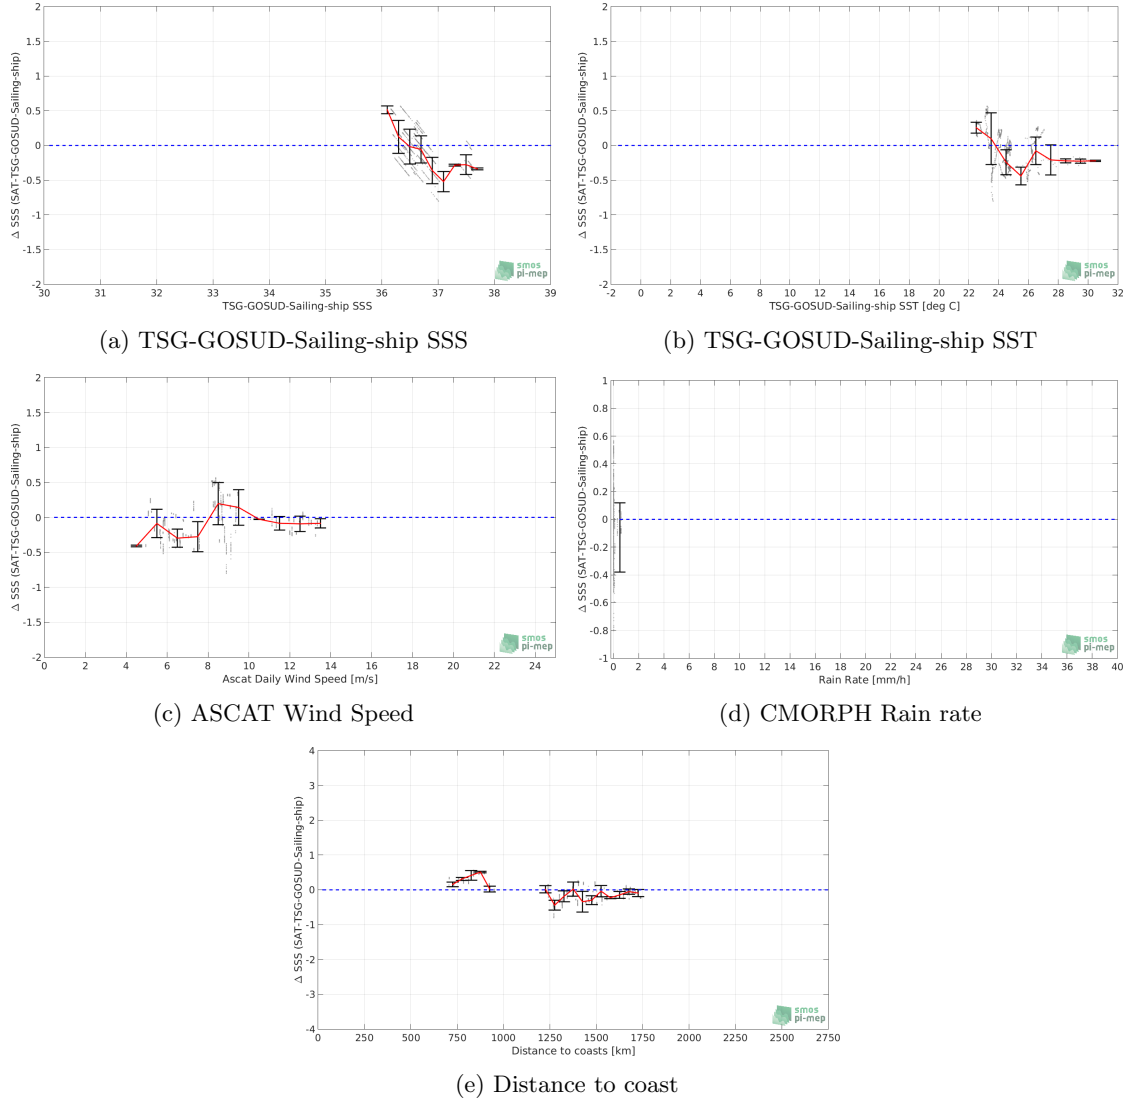 2
1.5
1
0.5
0
-0.5
-1
-1.5
-2
Δ SSS (SAT-TSG-GOSUD-Sailing-ship)
30 31 32 33 34 35 36 37 38 39
TSG-GOSUD-Sailing-ship SSS
smos
pi-mep
(a) TSG-GOSUD-Sailing-ship SSS
2
1.5
1
0.5
0
-0.5
-1
-1.5
-2
Δ SSS (SAT-TSG-GOSUD-Sailing-ship)
-2 0 2 4 6 8 10 12 14 16 18 20 22 24 26 28 30 32
TSG-GOSUD-Sailing-ship SST [deg C]
smos
pi-mep
(b) TSG-GOSUD-Sailing-ship SST
2
1.5
1
0.5
0
-0.5
-1
-1.5
-2
Δ SSS (SAT-TSG-GOSUD-Sailing-ship)
0 2 4 6 8 10 12 14 16 18 20 22 24
Ascat Daily Wind Speed [m/s]
smos
pi-mep
(c) ASCAT Wind Speed
1
0.8
0.6
0.4
0.2
0
-0.2
-0.4
-0.6
-0.8
-1
Δ SSS (SAT-TSG-GOSUD-Sailing-ship)
0 2 4 6 8 10 12 14 16 18 20 22 24 26 28 30 32 34 36 38 40
Rain Rate [mm/h]
smos
pi-mep
(d) CMORPH Rain rate
4
3
2
1
0
-1
-2
-3
-4
Δ SSS (SAT-TSG-GOSUD-Sailing-ship)
0 250 500 750 1000 1250 1500 1750 2000 2250 2500 2750
Distance to coasts [km]
smos
pi-mep
(e) Distance to coast